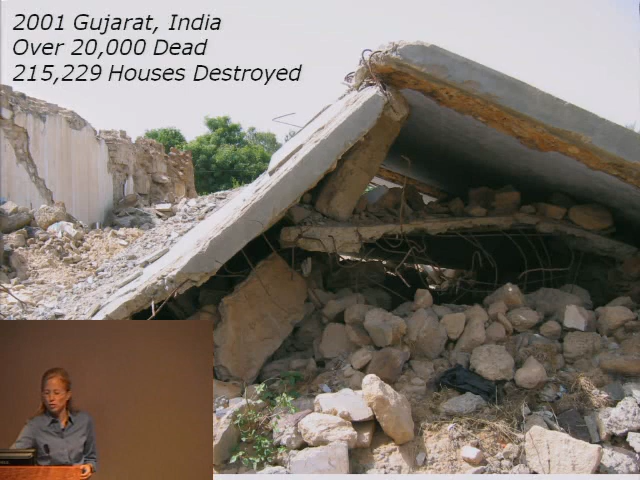 2001 Gujarat, India
Over 20,000 Dead
215,229 Houses Destroyed